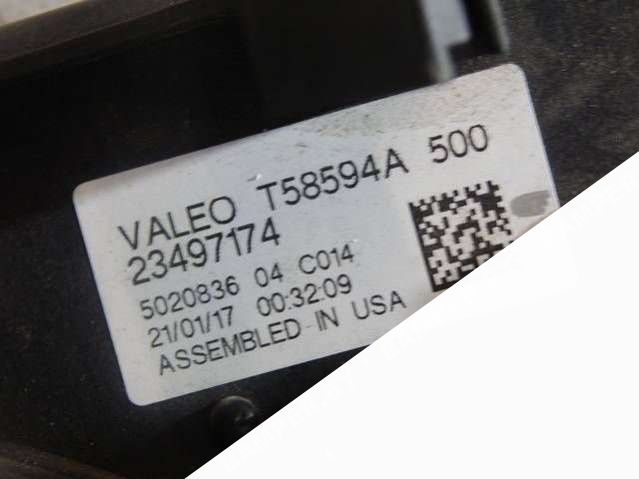 VALEO T58594A 500
23497174
5020836 04 C014
21/01/17 00:32:09
ASSEMBLED IN USA